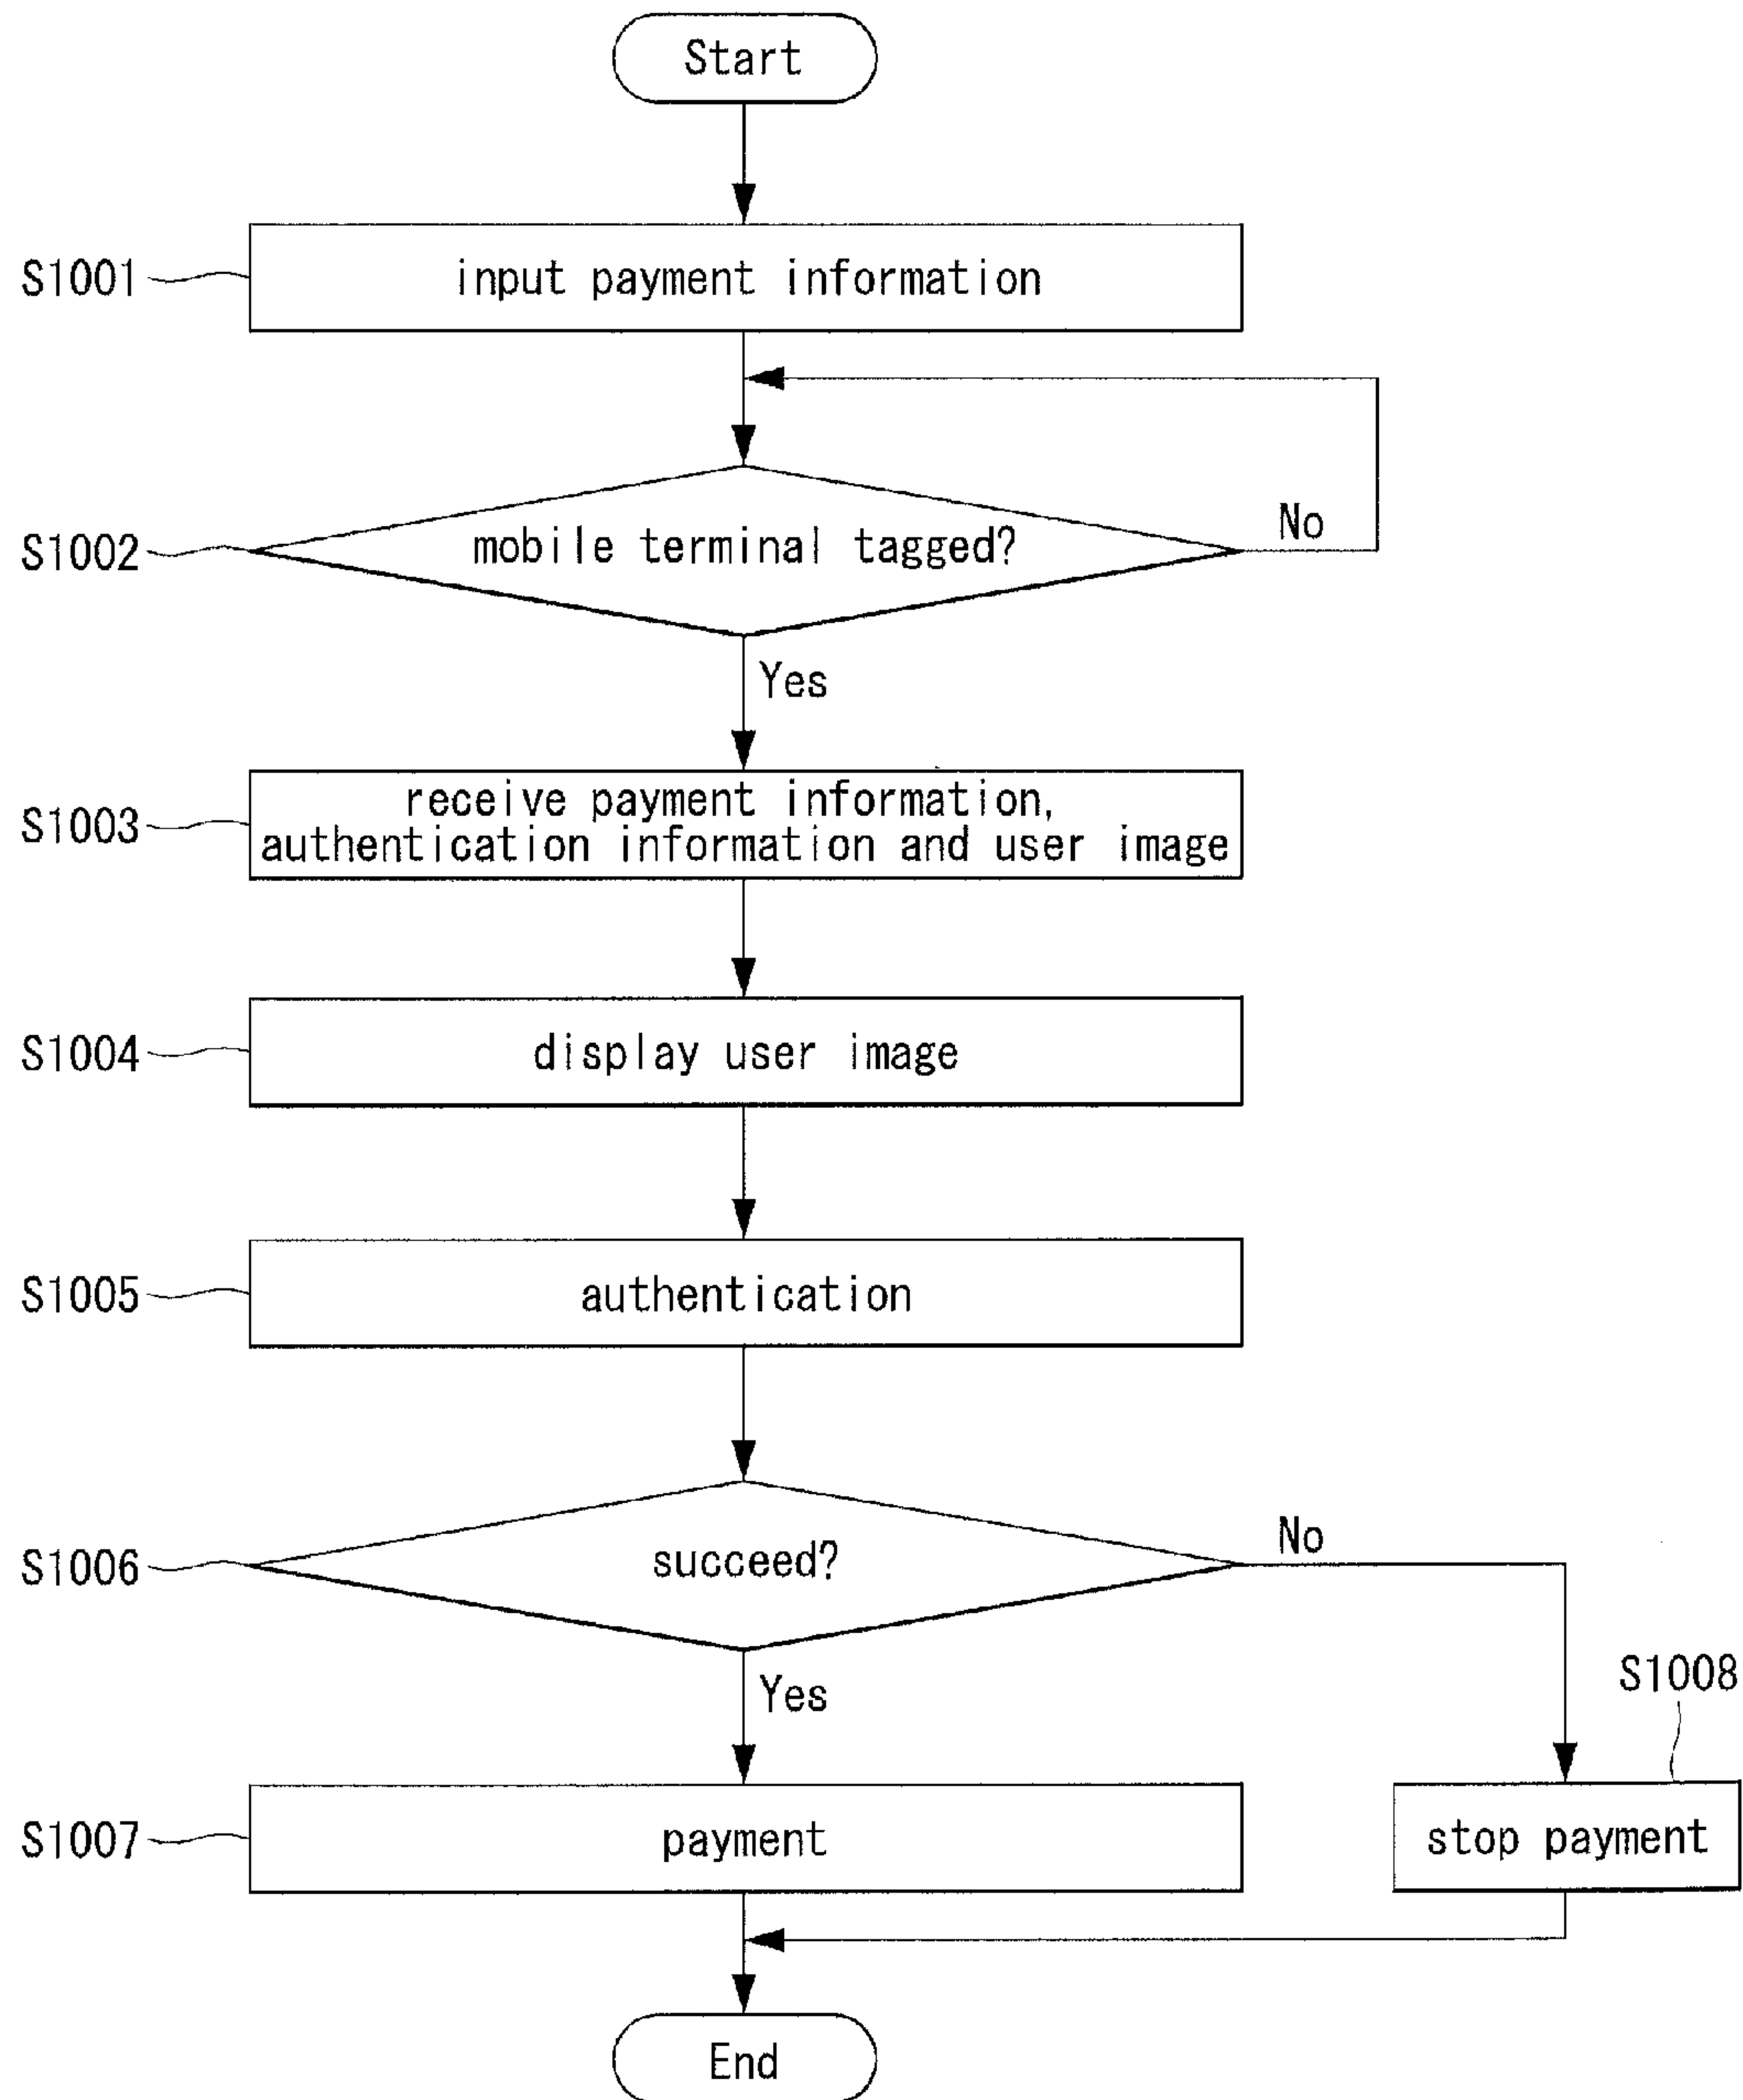 Start
S1001
input payment information
S1002
mobile terminal tagged?
No
Yes
S1003
receive payment information,
authentication information and user image
S1004
display user image
S1005
authentication
S1006
succeed?
No
Yes
S1008
S1007
payment
stop payment
End